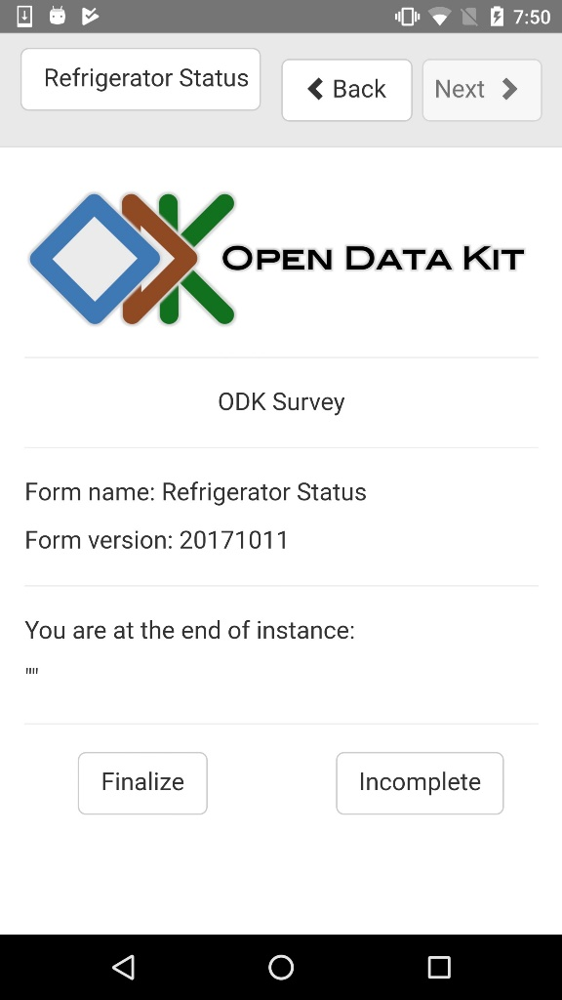 7:50
Refrigerator Status
Back
Next
OPEN DATA KIT
ODK Survey
Form name: Refrigerator Status
Form version: 20171011
You are at the end of instance:
""
Finalize
Incomplete